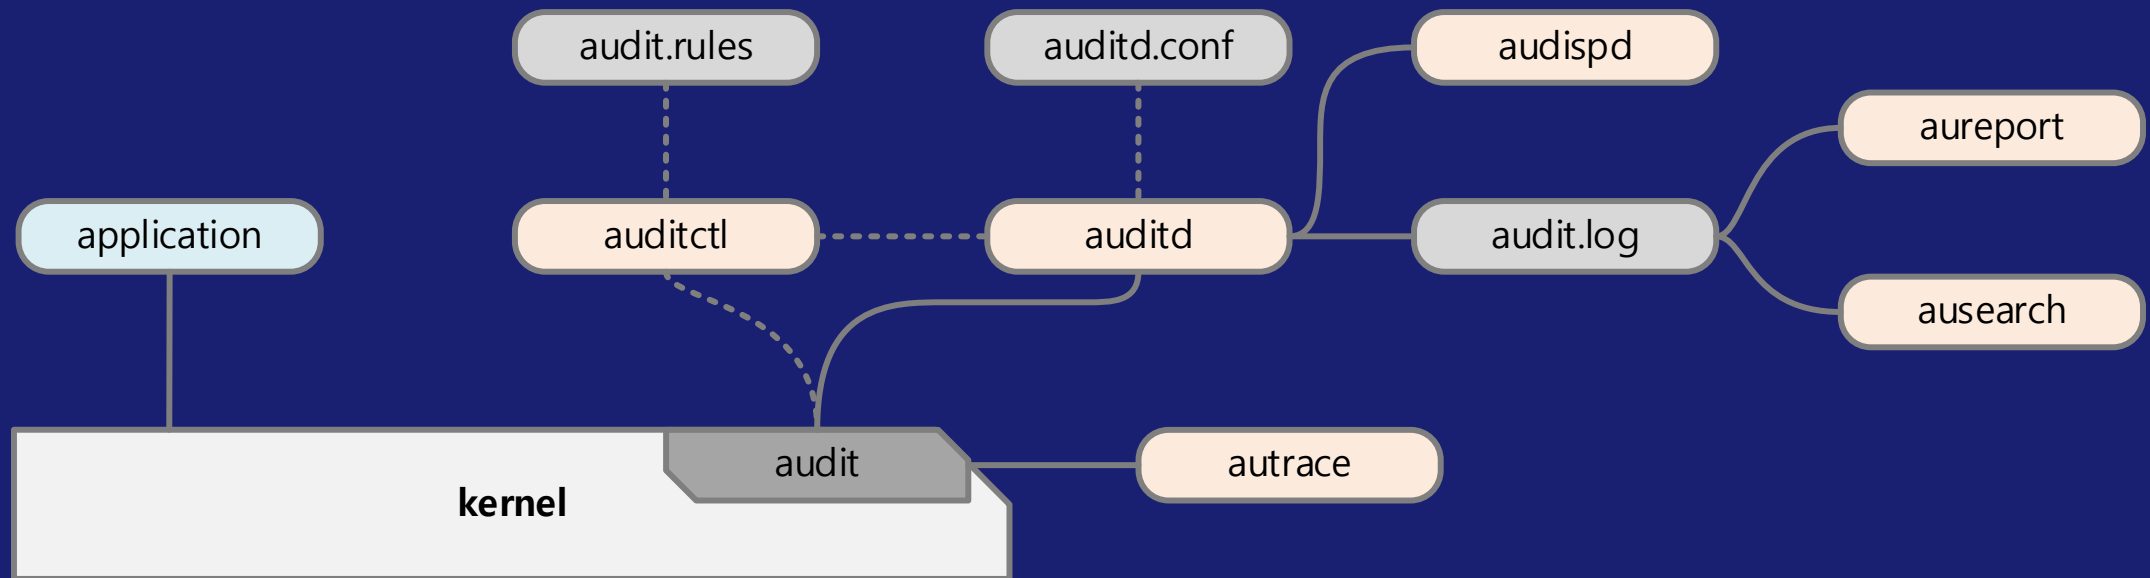 audit.rules
auditd.conf
audispd
aureport
application
auditctl
auditd
audit.log
ausearch
audit
autrace
kernel